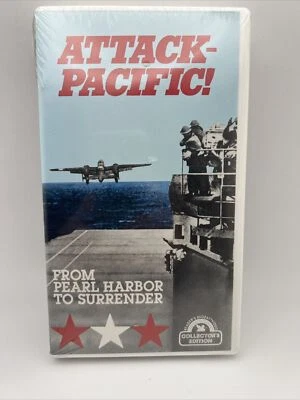 ATTACK-
PACIFIC!
FROM
PEARL HARBOR
TO SURRENDER
COLLECTOR'S
EDITION